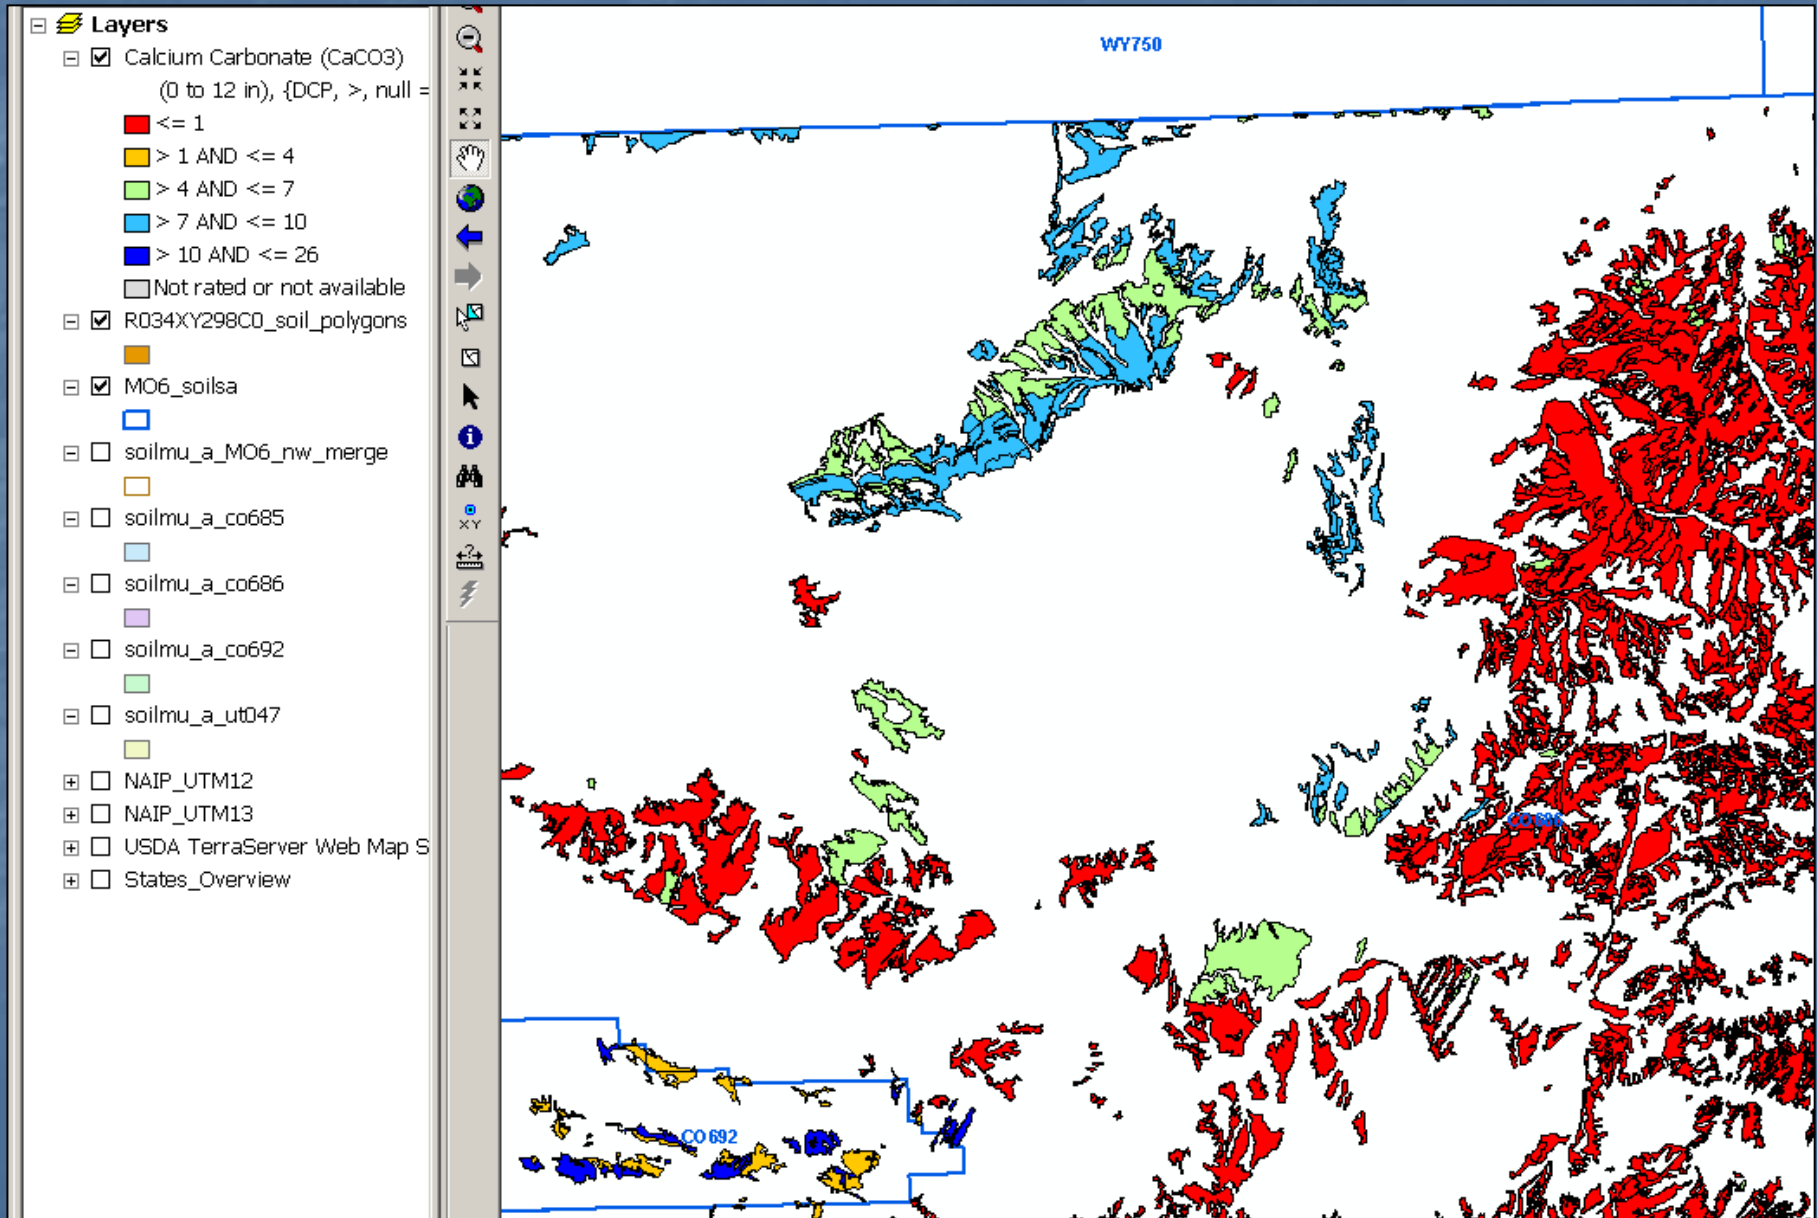 Layers
Calcium Carbonate (CaCO3)
(0 to 12 in), {DCP, >, null =
<= 1
> 1 AND <= 4
> 4 AND <= 7
> 7 AND <= 10
> 10 AND <= 26
Not rated or not available
R034XY298C0_soil_polygons
MO6_soilsa
soilmu_a_MO6_nw_merge
soilmu_a_co685
soilmu_a_co686
soilmu_a_co692
soilmu_a_ut047
NAIP_UTM12
NAIP_UTM13
USDA TerraServer Web Map S
States_Overview
XY
WY750
CO686
CO692